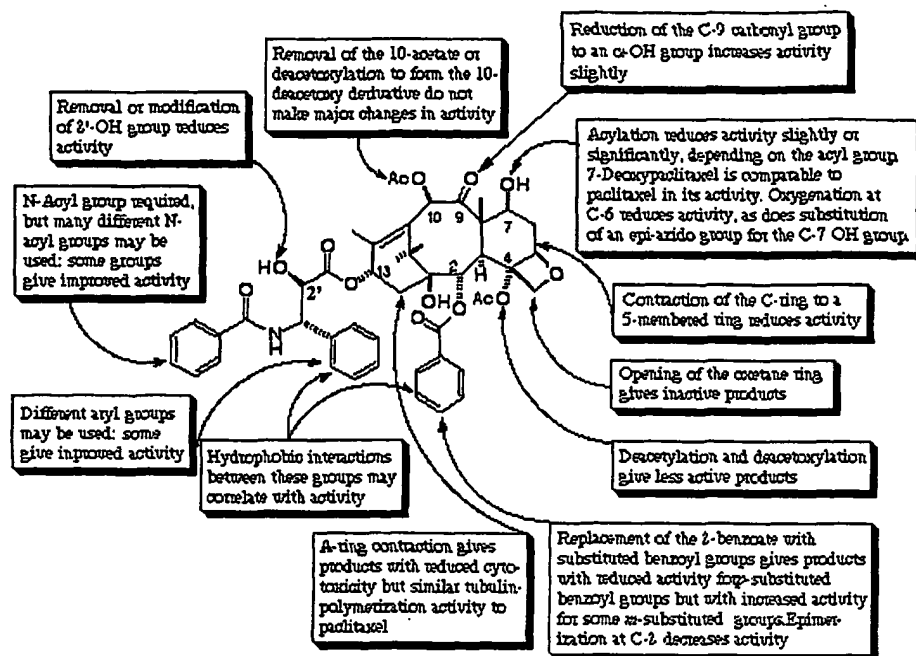 Reduction of the C-9 carbonyl group
to an α-OH group increases activity
slightly
Removal of the 10-acetate or
deacetoxylation to form the 10-
deacetoxy derivative do not
make major changes in activity
Removal or modification
of 2'-OH group reduces
activity
Acylation reduces activity slightly or
significantly, depending on the acyl group.
7-Deoxypaclitaxel is comparable to
paclitaxel in its activity. Oxygenation at
C-6 reduces activity, as does substitution
of an epi-azido group for the C-7 OH group.
N-Acyl group required,
but many different N-
acyl groups may be
used: some groups
give improved activity
AcO
O
OH
10
9
7
HO
O
O
13
2'
2
H
4
O
OH
O
AcO
O
N
H
O
Contraction of the C-ring to a
5-membered ring reduces activity
Opening of the oxetane ring
gives inactive products
Different aryl groups
may be used: some
give improved activity
Hydrophobic interactions
between these groups may
correlate with activity
Deacetylation and deacetoxylation
give less active products
A-ring contraction gives
products with reduced cyto-
toxicity but similar tubulin-
polymerization activity to
paclitaxel
Replacement of the 2-benzoate with
substituted benzoyl groups gives products
with reduced activity for p-substituted
benzoyl groups but with increased activity
for some m-substituted groups. Epimer-
ization at C-2 decreases activity